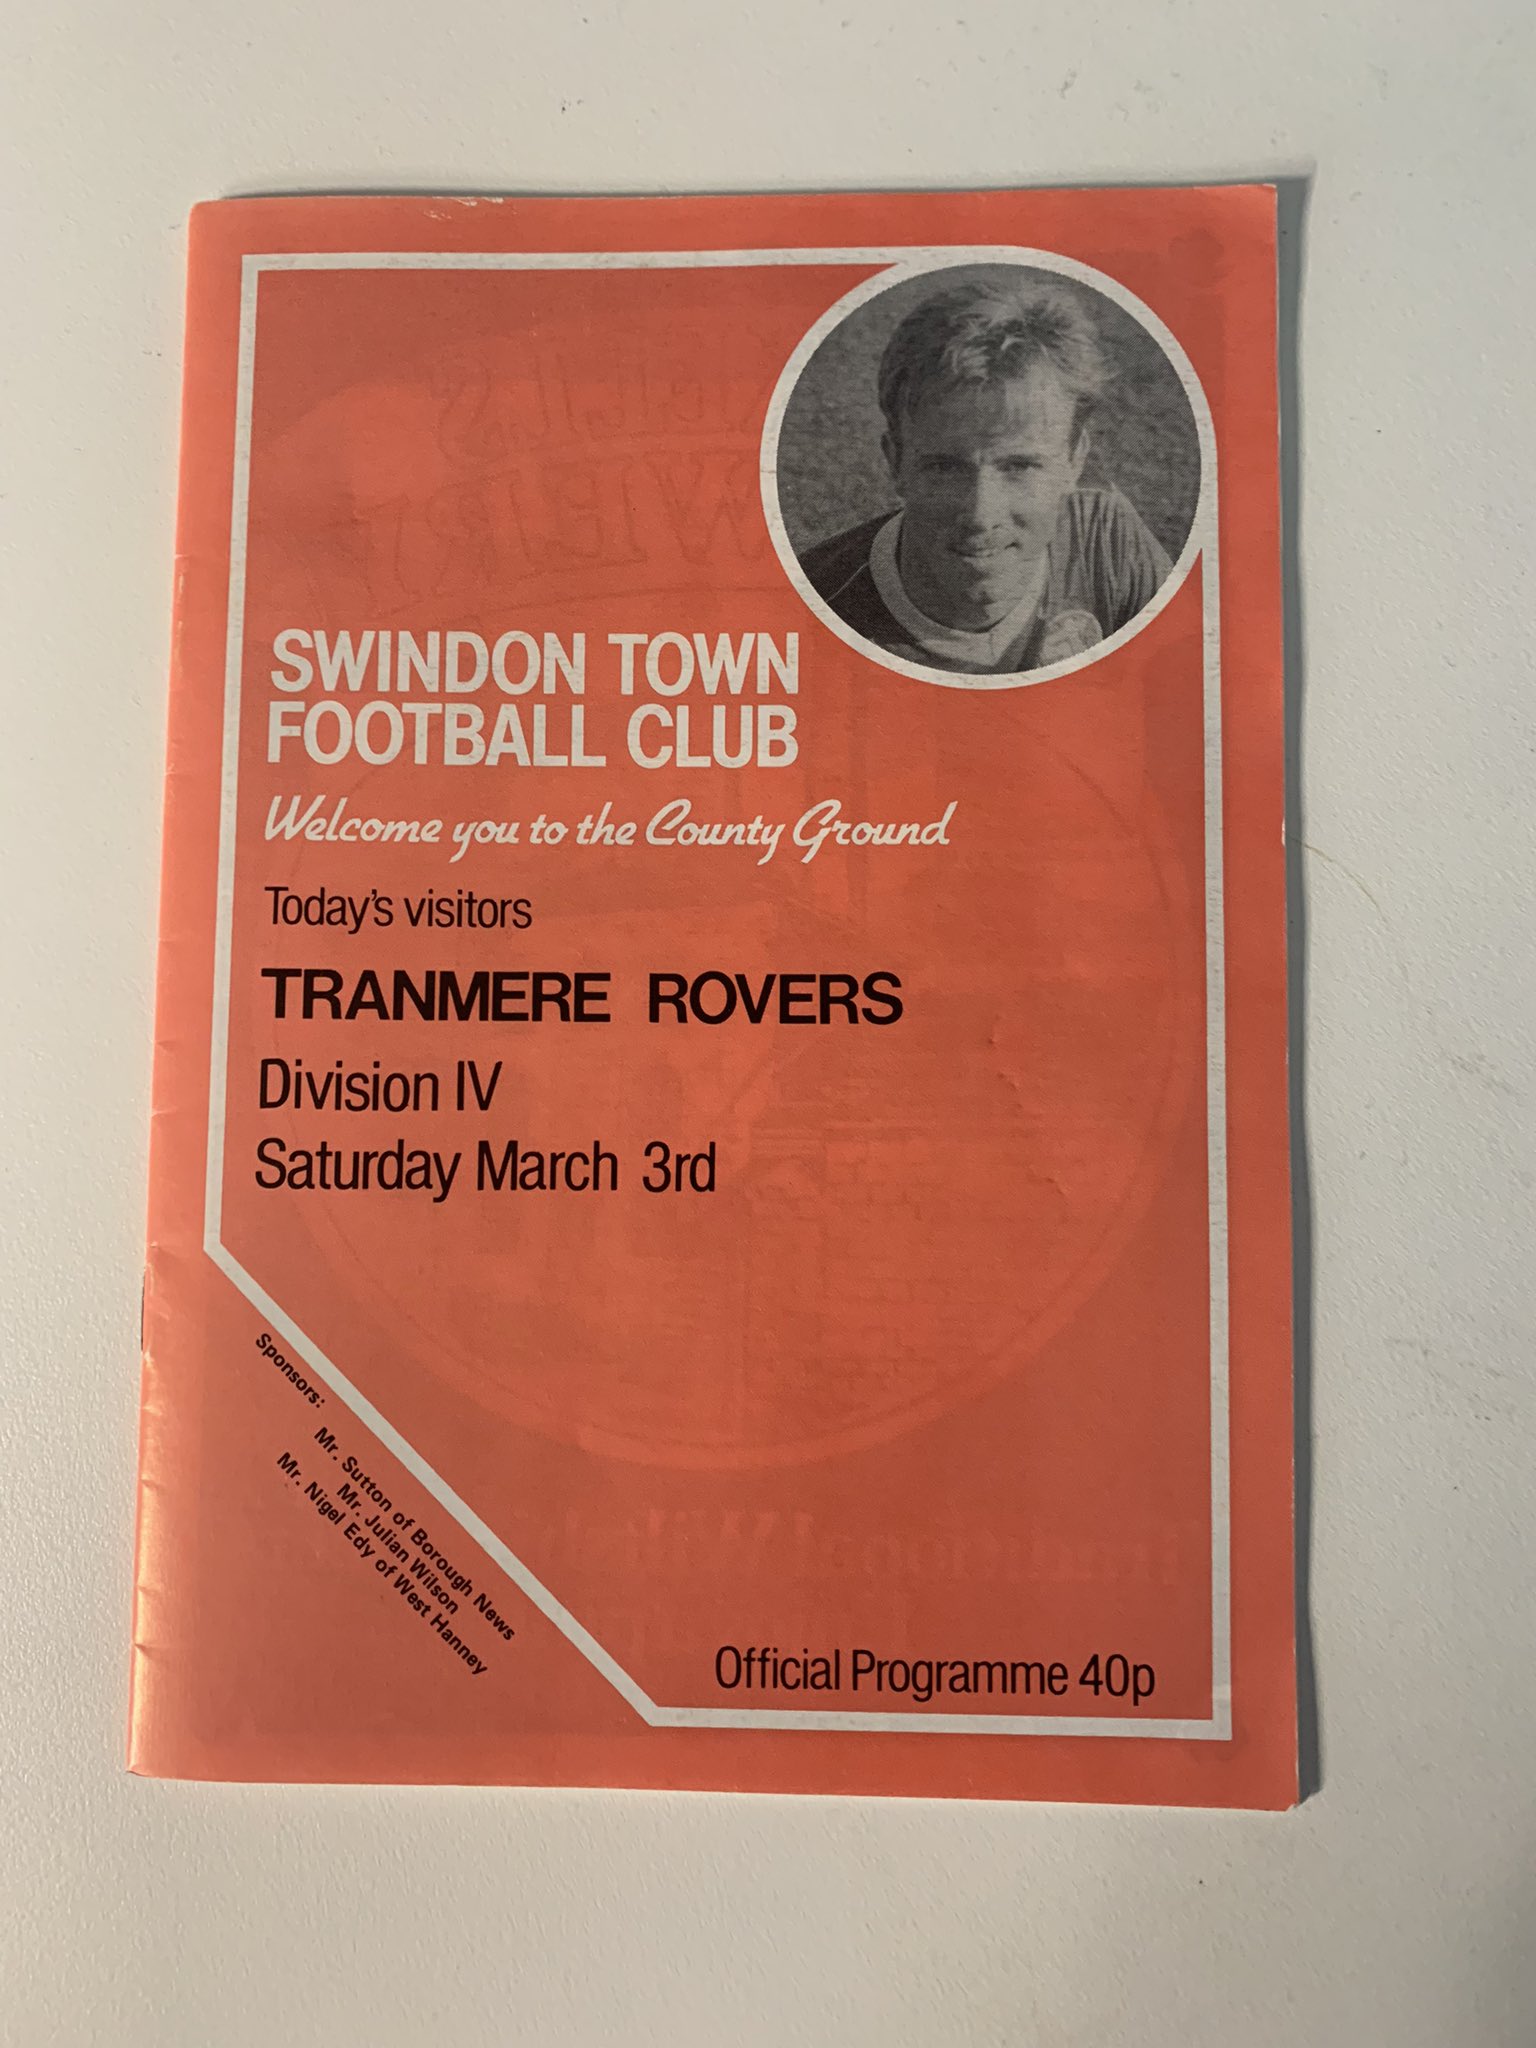 SWINDON TOWN
FOOTBALL CLUB
Welcome you to the County Ground
Today's visitors
TRANMERE ROVERS
Division IV
Saturday March 3rd
Sponsors: Mr. Sutton of Borough News
Mr. Julian Wilson
Mr. Nigel Edy of West Hanney
Official Programme 40p